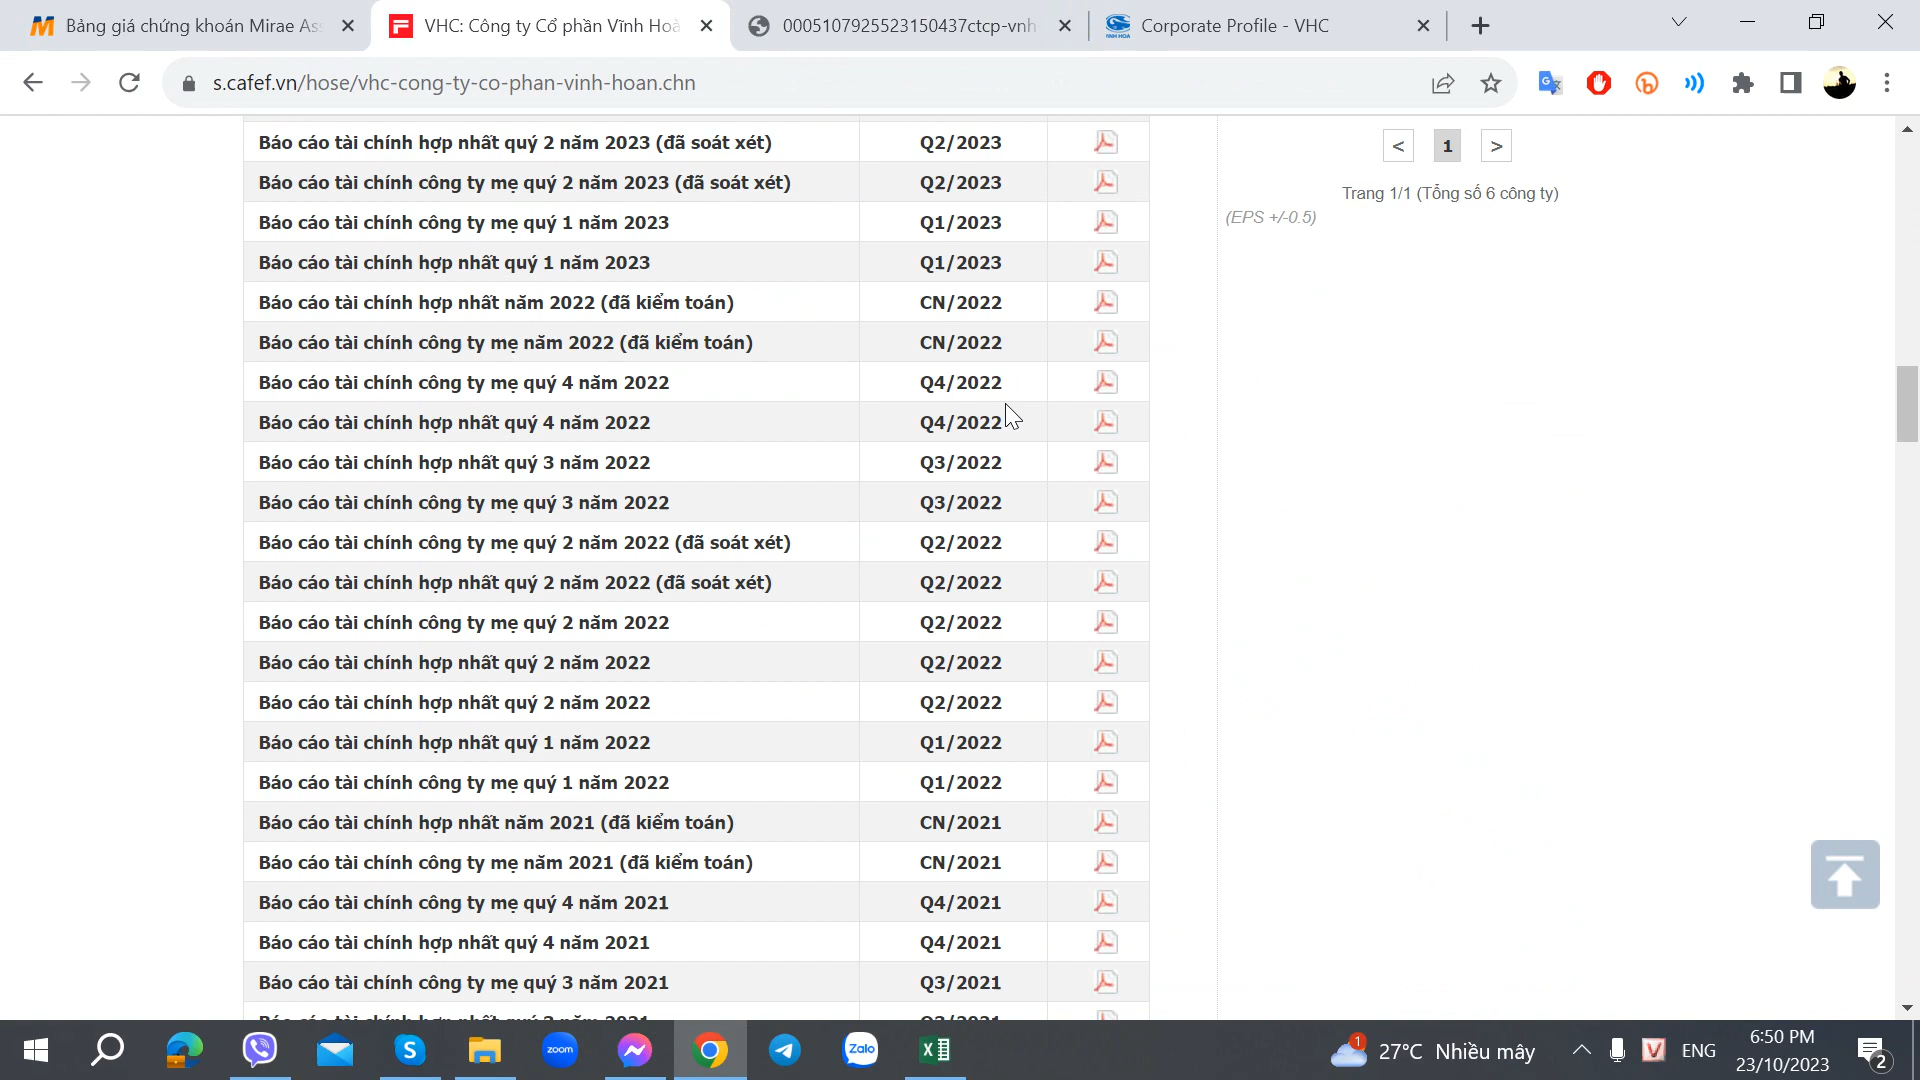 Bảng giá chứng khoán Mirae Ass
VHC: Công ty Cổ phần Vĩnh Hoà
0005107925523150437ctcp-vnh
Corporate Profile - VHC
s.cafef.vn/hose/vhc-cong-ty-co-phan-vinh-hoan.chn
Báo cáo tài chính hợp nhất quý 2 năm 2023 (đã soát xét) Q2/2023
Báo cáo tài chính công ty mẹ quý 2 năm 2023 (đã soát xét) Q2/2023
Báo cáo tài chính công ty mẹ quý 1 năm 2023 Q1/2023
Báo cáo tài chính hợp nhất quý 1 năm 2023 Q1/2023
Báo cáo tài chính hợp nhất năm 2022 (đã kiểm toán) CN/2022
Báo cáo tài chính công ty mẹ năm 2022 (đã kiểm toán) CN/2022
Báo cáo tài chính công ty mẹ quý 4 năm 2022 Q4/2022
Báo cáo tài chính hợp nhất quý 4 năm 2022 Q4/2022
Báo cáo tài chính hợp nhất quý 3 năm 2022 Q3/2022
Báo cáo tài chính công ty mẹ quý 3 năm 2022 Q3/2022
Báo cáo tài chính công ty mẹ quý 2 năm 2022 (đã soát xét) Q2/2022
Báo cáo tài chính hợp nhất quý 2 năm 2022 (đã soát xét) Q2/2022
Báo cáo tài chính công ty mẹ quý 2 năm 2022 Q2/2022
Báo cáo tài chính hợp nhất quý 2 năm 2022 Q2/2022
Báo cáo tài chính hợp nhất quý 2 năm 2022 Q2/2022
Báo cáo tài chính hợp nhất quý 1 năm 2022 Q1/2022
Báo cáo tài chính công ty mẹ quý 1 năm 2022 Q1/2022
Báo cáo tài chính hợp nhất năm 2021 (đã kiểm toán) CN/2021
Báo cáo tài chính công ty mẹ năm 2021 (đã kiểm toán) CN/2021
Báo cáo tài chính công ty mẹ quý 4 năm 2021 Q4/2021
Báo cáo tài chính hợp nhất quý 4 năm 2021 Q4/2021
Báo cáo tài chính công ty mẹ quý 3 năm 2021 Q3/2021
< 1 >
Trang 1/1 (Tổng số 6 công ty)
(EPS +/-0.5)
zoom
Zalo
1
27°C Nhiều mây
ENG
6:50 PM
23/10/2023
2